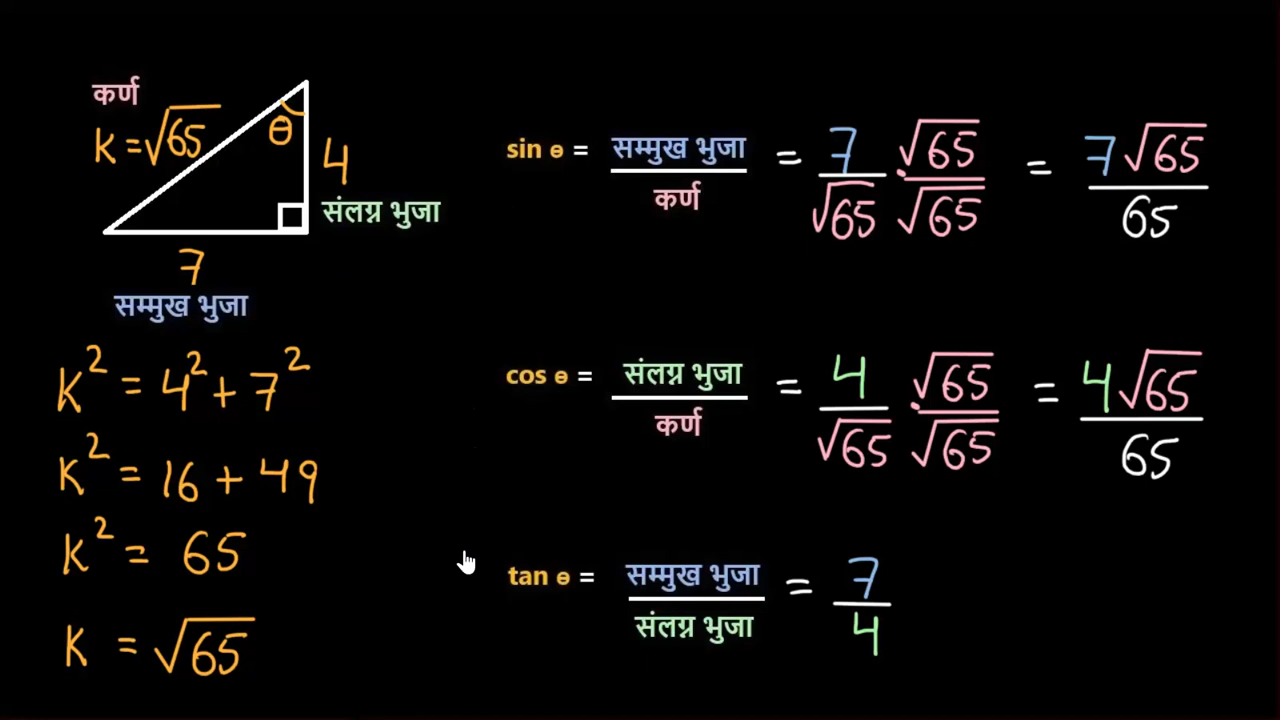 कर्ण
K = √65
θ
4
संलग्न भुजा
7
सम्मुख भुजा
K² = 4² + 7²
K² = 16 + 49
K² = 65
K = √65
sin θ = सम्मुख भुजा / कर्ण = 7/√65 · √65/√65 = 7√65/65
cos θ = संलग्न भुजा / कर्ण = 4/√65 · √65/√65 = 4√65/65
tan θ = सम्मुख भुजा / संलग्न भुजा = 7/4